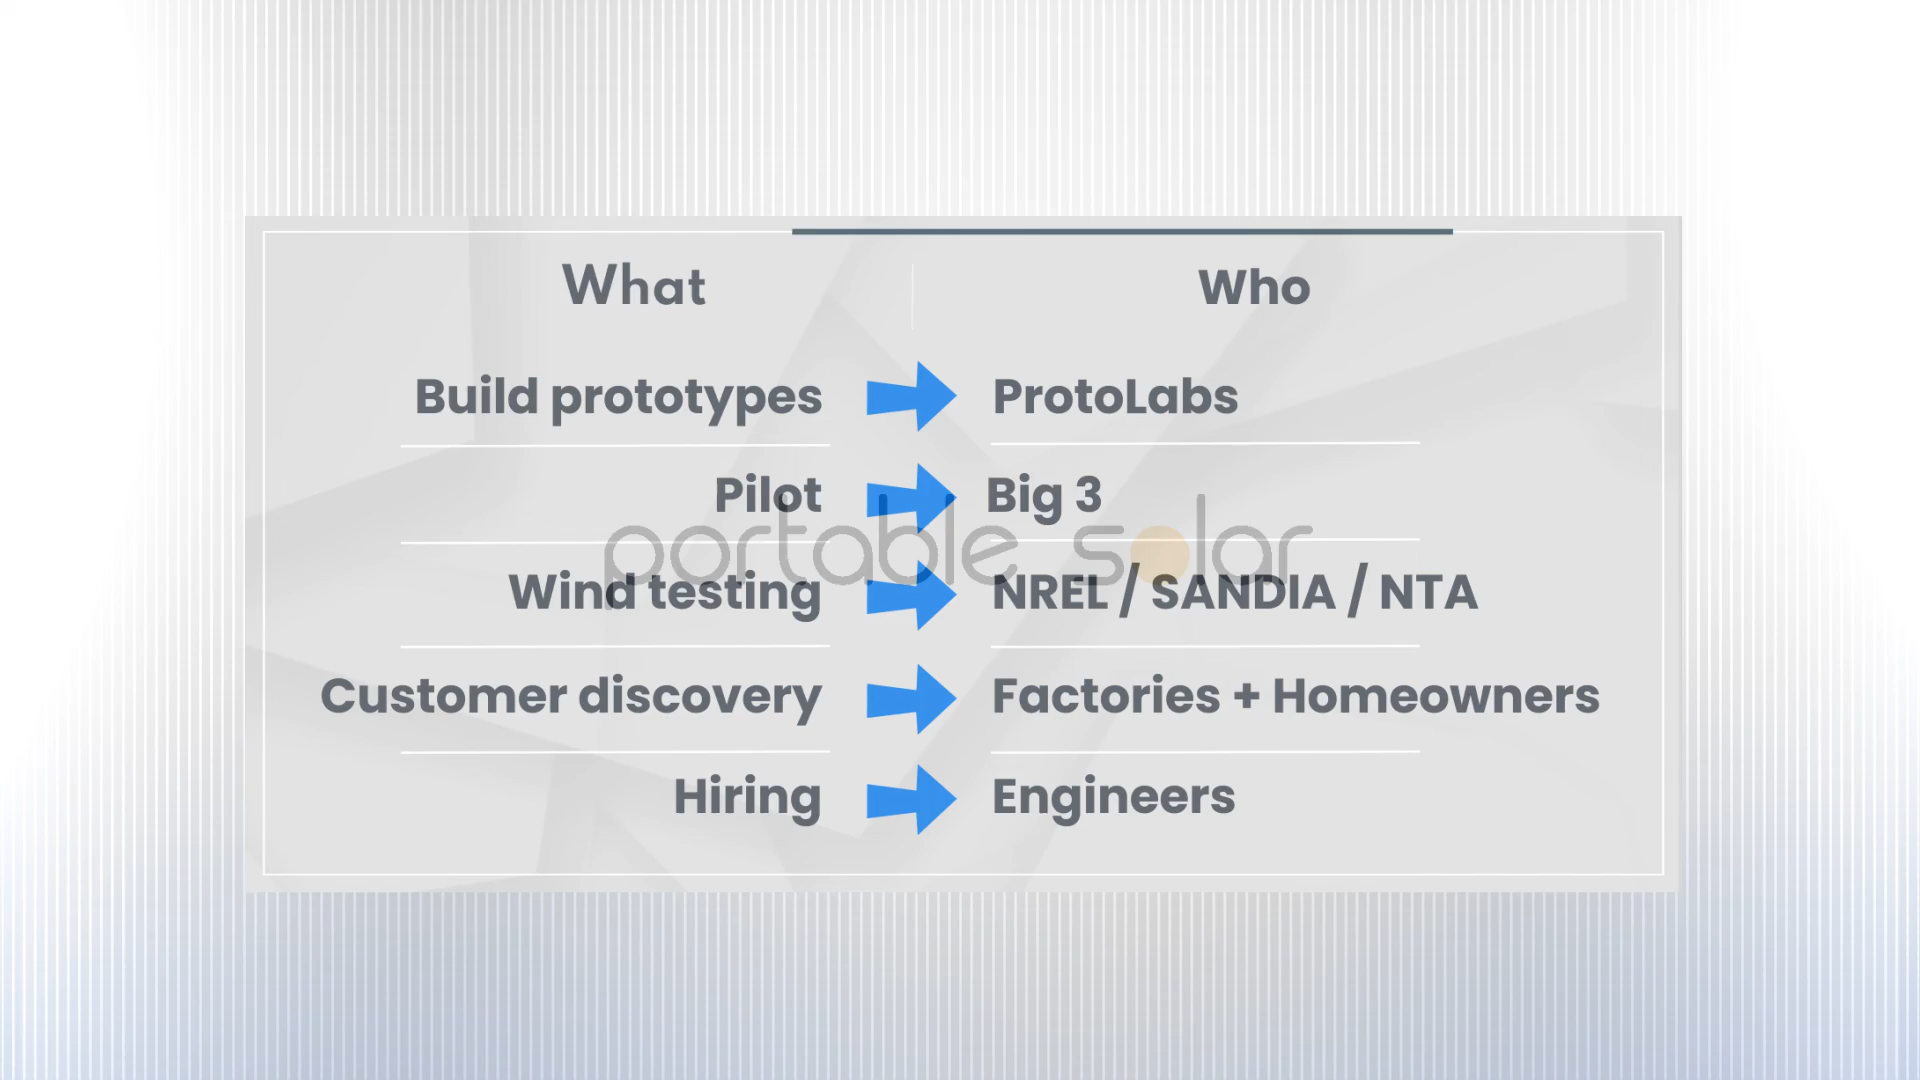 What Who
Build prototypes ProtoLabs
Pilot Big 3
portable solar
Wind testing NREL / SANDIA / NTA
Customer discovery Factories + Homeowners
Hiring Engineers